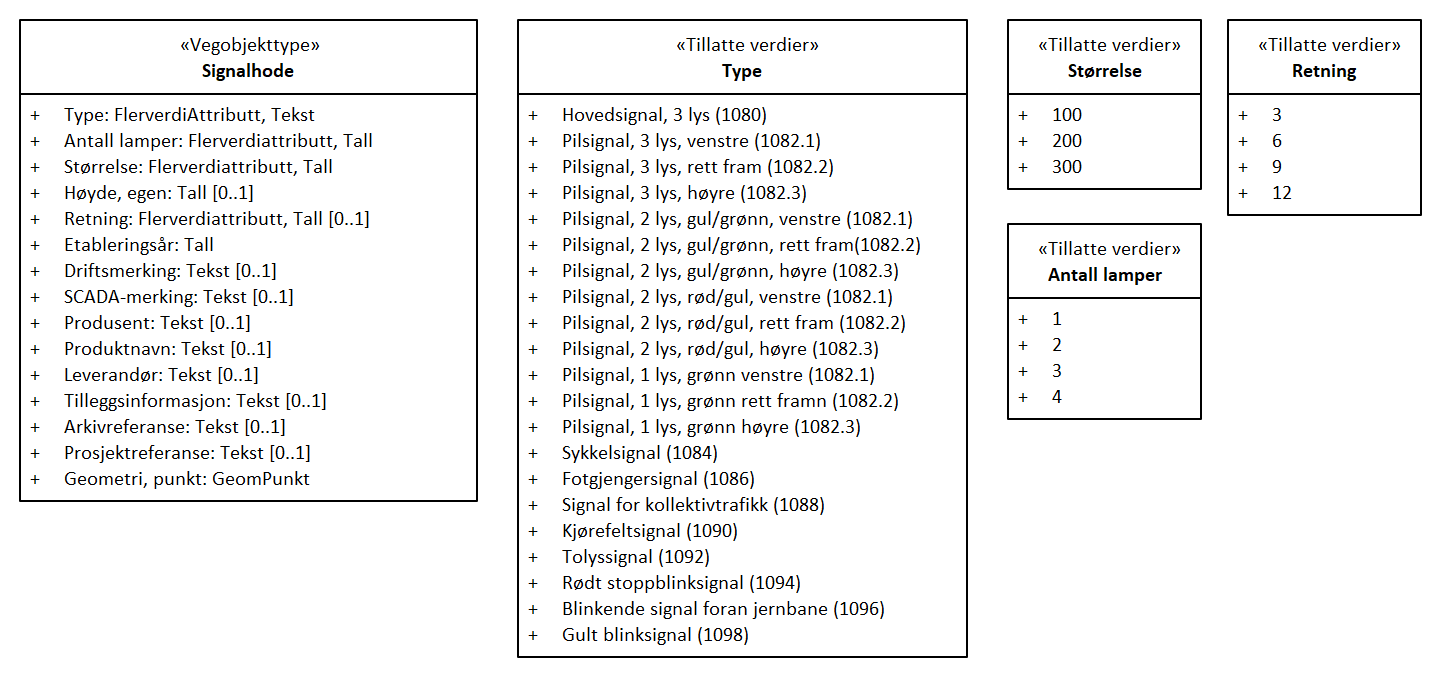 «Vegobjekttype»
Signalhode
+ Type: FlerverdiAttributt, Tekst
+ Antall lamper: Flerverdiattributt, Tall
+ Størrelse: Flerverdiattributt, Tall
+ Høyde, egen: Tall [0..1]
+ Retning: Flerverdiattributt, Tall [0..1]
+ Etableringsår: Tall
+ Driftsmerking: Tekst [0..1]
+ SCADA-merking: Tekst [0..1]
+ Produsent: Tekst [0..1]
+ Produktnavn: Tekst [0..1]
+ Leverandør: Tekst [0..1]
+ Tilleggsinformasjon: Tekst [0..1]
+ Arkivreferanse: Tekst [0..1]
+ Prosjektreferanse: Tekst [0..1]
+ Geometri, punkt: GeomPunkt
«Tillatte verdier»
Type
+ Hovedsignal, 3 lys (1080)
+ Pilsignal, 3 lys, venstre (1082.1)
+ Pilsignal, 3 lys, rett fram (1082.2)
+ Pilsignal, 3 lys, høyre (1082.3)
+ Pilsignal, 2 lys, gul/grønn, venstre (1082.1)
+ Pilsignal, 2 lys, gul/grønn, rett fram(1082.2)
+ Pilsignal, 2 lys, gul/grønn, høyre (1082.3)
+ Pilsignal, 2 lys, rød/gul, venstre (1082.1)
+ Pilsignal, 2 lys, rød/gul, rett fram (1082.2)
+ Pilsignal, 2 lys, rød/gul, høyre (1082.3)
+ Pilsignal, 1 lys, grønn venstre (1082.1)
+ Pilsignal, 1 lys, grønn rett framn (1082.2)
+ Pilsignal, 1 lys, grønn høyre (1082.3)
+ Sykkelsignal (1084)
+ Fotgjengersignal (1086)
+ Signal for kollektivtrafikk (1088)
+ Kjørefeltsignal (1090)
+ Tolyssignal (1092)
+ Rødt stoppblinksignal (1094)
+ Blinkende signal foran jernbane (1096)
+ Gult blinksignal (1098)
«Tillatte verdier»
Størrelse
+ 100
+ 200
+ 300
«Tillatte verdier»
Retning
+ 3
+ 6
+ 9
+ 12
«Tillatte verdier»
Antall lamper
+ 1
+ 2
+ 3
+ 4